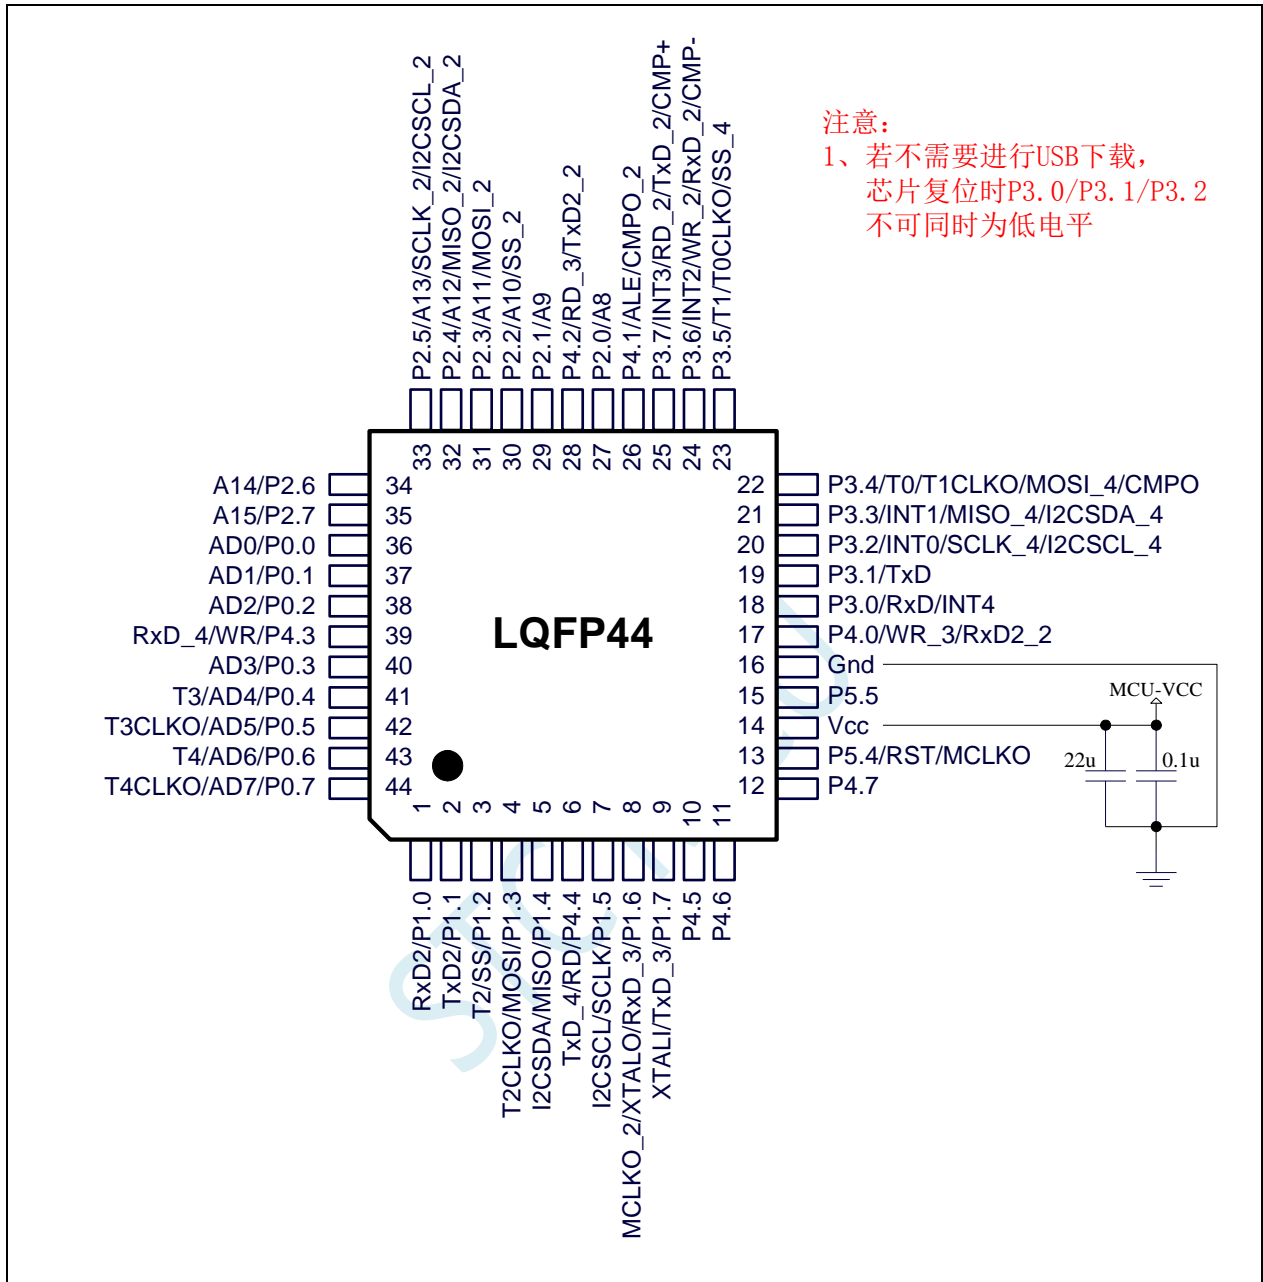 P2.5/A13/SCLK_2/I2CSCL_2
P2.4/A12/MISO_2/I2CSDA_2
P2.3/A11/MOSI_2
P2.2/A10/SS_2
P2.1/A9
P4.2/RD_3/TxD2_2
P2.0/A8
P4.1/ALE/CMPO_2
P3.7/INT3/RD_2/TxD_2/CMP+
P3.6/INT2/WR_2/RxD_2/CMP-
P3.5/T1/T0CLKO/SS_4
注意：
1、若不需要进行USB下载，
芯片复位时P3.0/P3.1/P3.2
不可同时为低电平
33 32 31 30 29 28 27 26 25 24 23
A14/P2.6 34
A15/P2.7 35
AD0/P0.0 36
AD1/P0.1 37
AD2/P0.2 38
RxD_4/WR/P4.3 39
AD3/P0.3 40
T3/AD4/P0.4 41
T3CLKO/AD5/P0.5 42
T4/AD6/P0.6 43
T4CLKO/AD7/P0.7 44
LQFP44
22 P3.4/T0/T1CLKO/MOSI_4/CMPO
21 P3.3/INT1/MISO_4/I2CSDA_4
20 P3.2/INT0/SCLK_4/I2CSCL_4
19 P3.1/TxD
18 P3.0/RxD/INT4
17 P4.0/WR_3/RxD2_2
16 Gnd
15 P5.5
14 Vcc
13 P5.4/RST/MCLKO
12 P4.7
MCU-VCC
22u
0.1u
1 2 3 4 5 6 7 8 9 10 11
RxD2/P1.0
TxD2/P1.1
T2/SS/P1.2
T2CLKO/MOSI/P1.3
I2CSDA/MISO/P1.4
TxD_4/RD/P4.4
I2CSCL/SCLK/P1.5
MCLKO_2/XTALO/RxD_3/P1.6
XTALI/TxD_3/P1.7
P4.5
P4.6